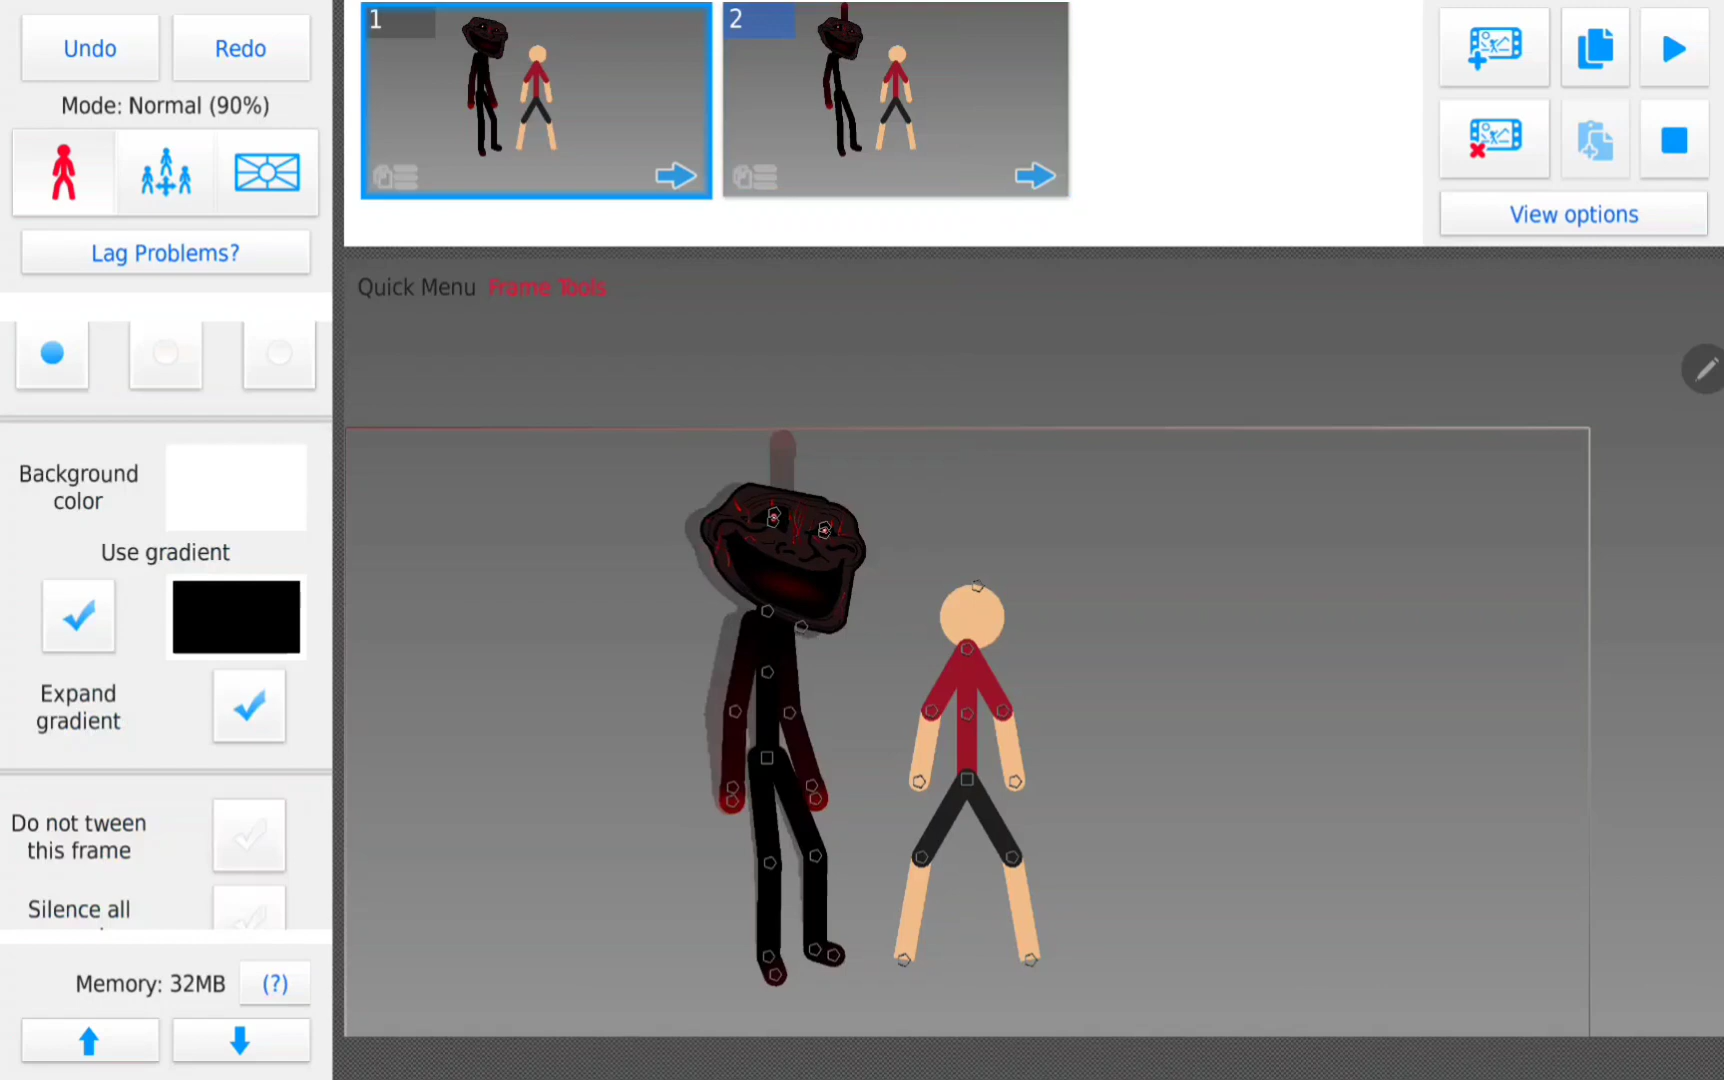 Undo
Redo
Mode: Normal (90%)
Lag Problems?
Background
color
Use gradient
Expand
gradient
Do not tween
this frame
Silence all
Memory: 32MB
(?)
1
2
View options
Quick Menu Frame Tools